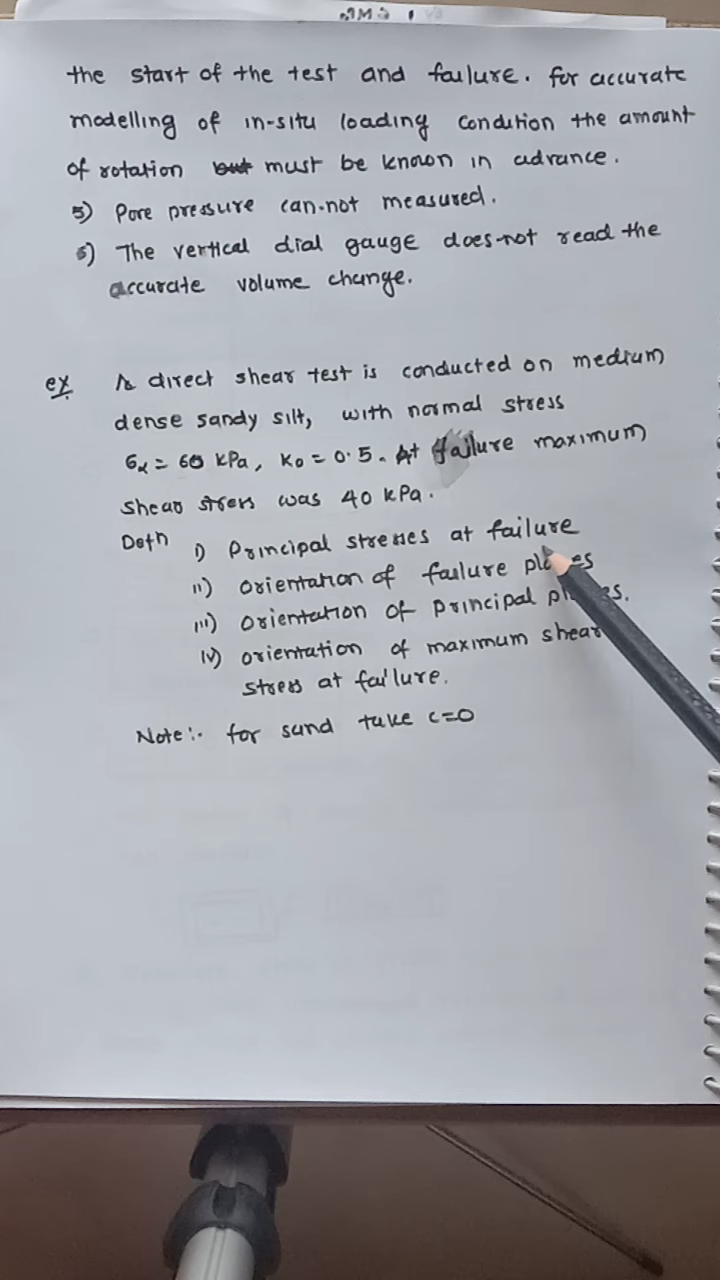 the start of the test and failure. for accurate
modelling of in-situ loading condition the amount
of rotation must be known in advance.
5) Pore pressure can-not measured.
6) The vertical dial gauge does-not read the
accurate volume change.
ex A direct shear test is conducted on medium
dense sandy silt, with normal stress
= 60 kPa, K0 = 0.5. At failure maximum
shear stress was 40 kPa.
Detn i) Principal stresses at failure
ii) orientation of failure planes
iii) orientation of principal planes.
iv) orientation of maximum shear
stress at failure.
Note:- for sand take c=0